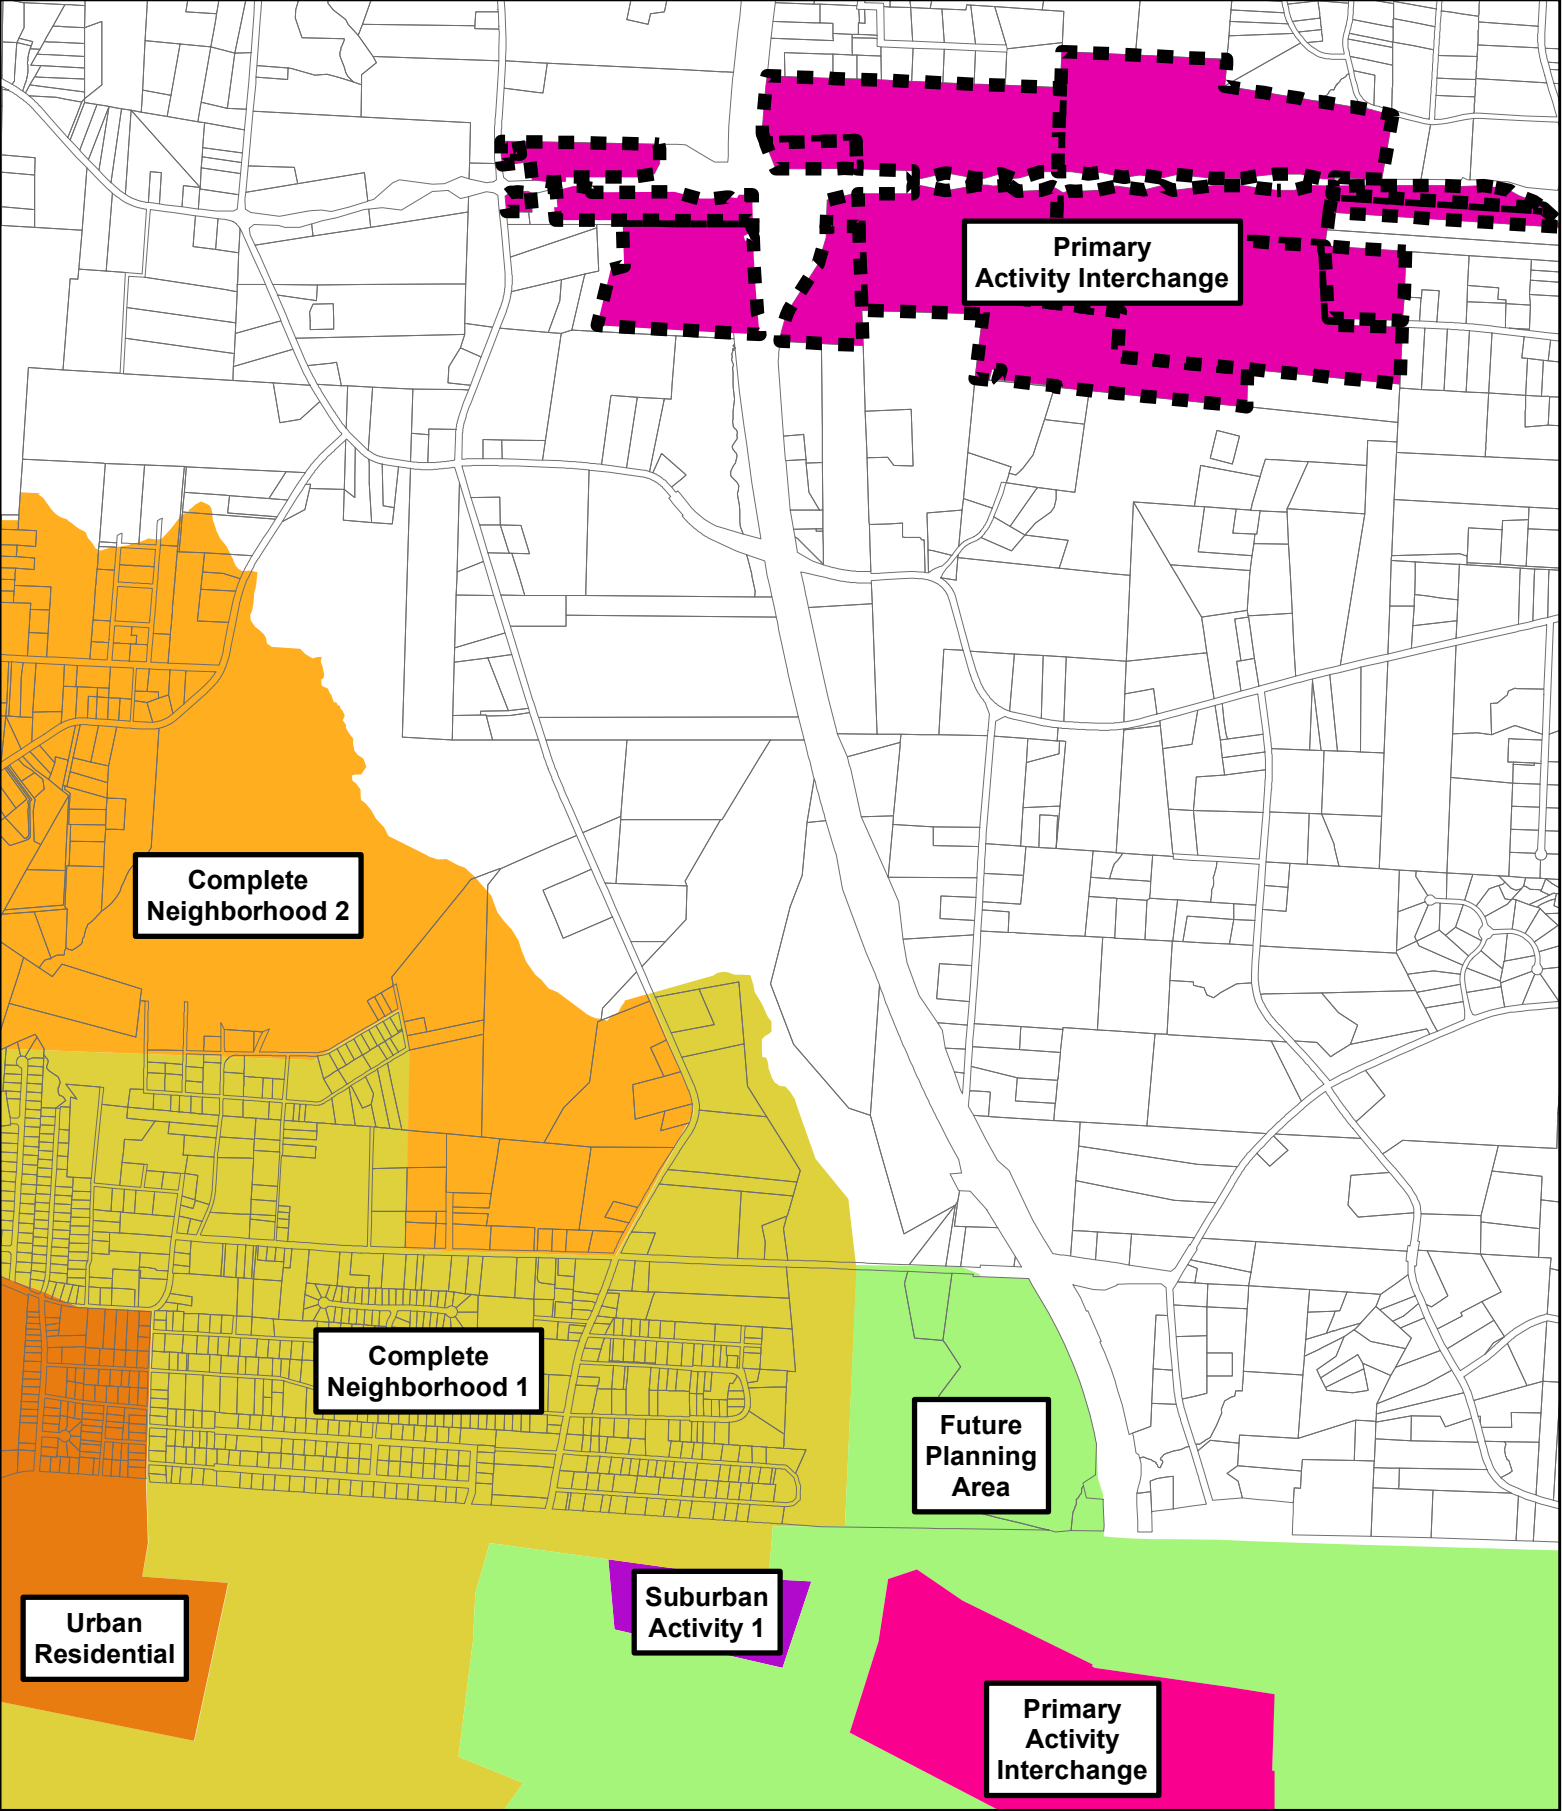 Primary
Activity Interchange
Complete
Neighborhood 2
Complete
Neighborhood 1
Future
Planning
Area
Suburban
Activity 1
Urban
Residential
Primary
Activity
Interchange